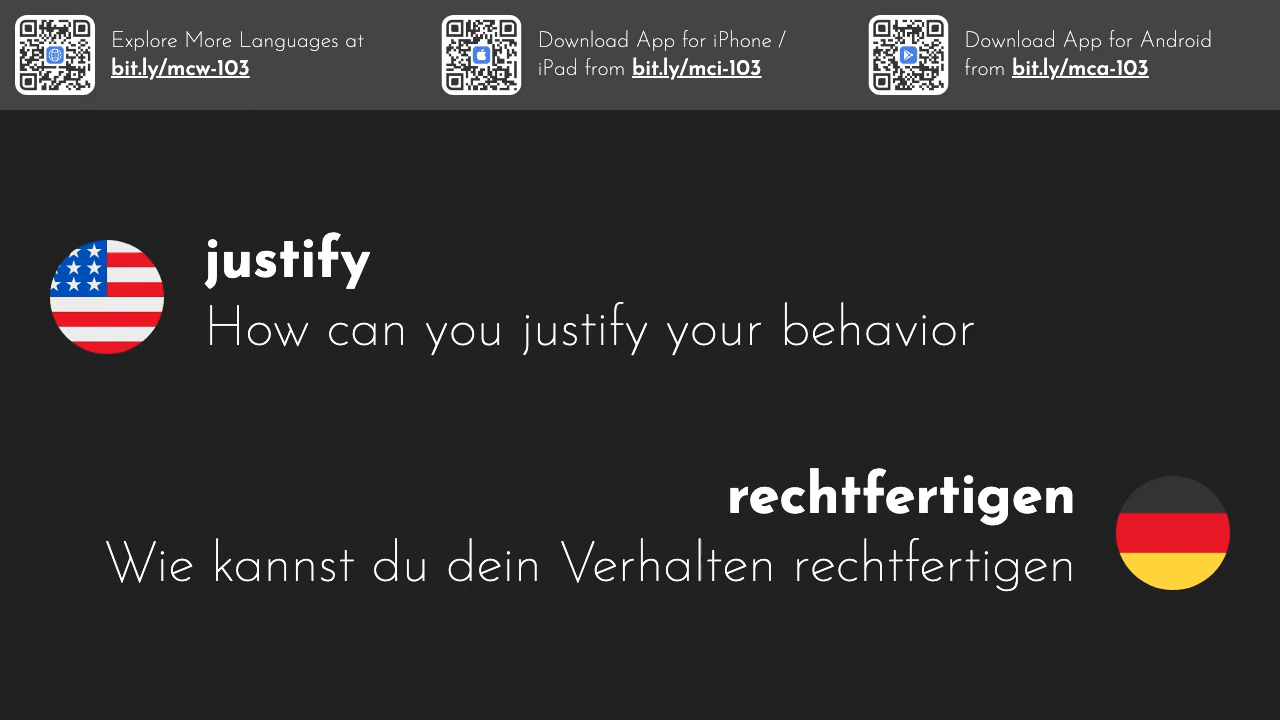 Explore More Languages at
bit.ly/mcw-103
Download App for iPhone /
iPad from bit.ly/mci-103
Download App for Android
from bit.ly/mca-103
justify
How can you justify your behavior
rechtfertigen
Wie kannst du dein Verhalten rechtfertigen